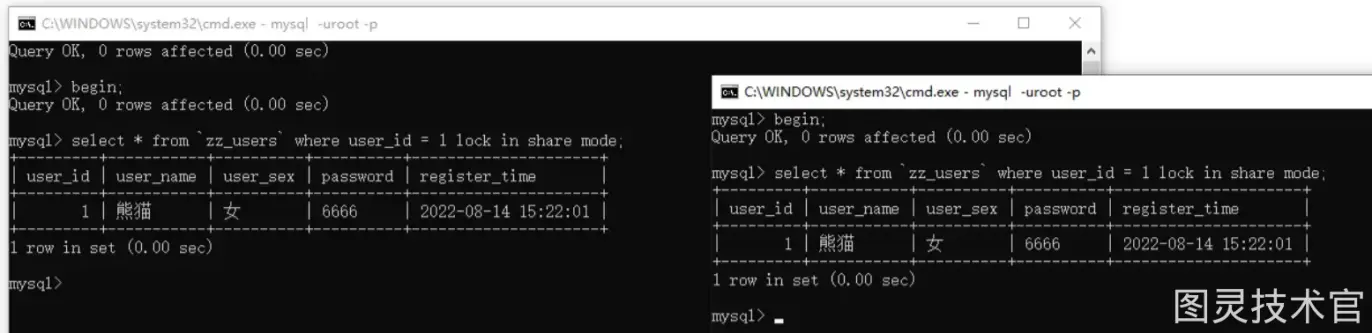 C:\WINDOWS\system32\cmd.exe - mysql  -uroot -p
Query OK, 0 rows affected (0.00 sec)
mysql> begin;
Query OK, 0 rows affected (0.00 sec)
mysql> select * from `zz_users` where user_id = 1 lock in share mode;
+---------+-----------+----------+----------+---------------------+
| user_id | user_name | user_sex | password | register_time       |
+---------+-----------+----------+----------+---------------------+
|       1 | 熊猫      | 女       | 6666     | 2022-08-14 15:22:01 |
+---------+-----------+----------+----------+---------------------+
1 row in set (0.00 sec)
mysql>
C:\WINDOWS\system32\cmd.exe - mysql  -uroot -p
mysql> begin;
Query OK, 0 rows affected (0.00 sec)
mysql> select * from `zz_users` where user_id = 1 lock in share mode;
+---------+-----------+----------+----------+---------------------+
| user_id | user_name | user_sex | password | register_time       |
+---------+-----------+----------+----------+---------------------+
|       1 | 熊猫      | 女       | 6666     | 2022-08-14 15:22:01 |
+---------+-----------+----------+----------+---------------------+
1 row in set (0.00 sec)
mysql> _
图灵技术官